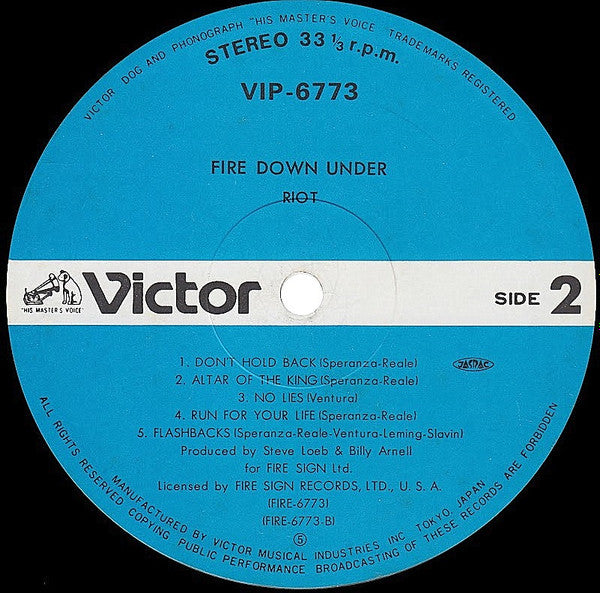 VICTOR DOG AND PHONOGRAPH "HIS MASTER'S VOICE" TRADEMARKS REGISTERED
STEREO 33 ⅓ r.p.m.
VIP-6773
FIRE DOWN UNDER
RIOT
"HIS MASTER'S VOICE"
Victor
SIDE 2
1. DON'T HOLD BACK (Speranza-Reale)
JASRAC
2. ALTAR OF THE KING (Speranza-Reale)
3. NO LIES (Ventura)
4. RUN FOR YOUR LIFE (Speranza-Reale)
5. FLASHBACKS (Speranza-Reale-Ventura-Leming-Slavin)
Produced by Steve Loeb & Billy Arnell
for FIRE SIGN Ltd.
Licensed by FIRE SIGN RECORDS, LTD., U. S. A.
(FIRE-6773)
(FIRE-6773-B)
⑤
MANUFACTURED BY VICTOR MUSICAL INDUSTRIES INC TOKYO, JAPAN
ALL RIGHTS RESERVED COPYING PUBLIC PERFORMANCE BROADCASTING OF THESE RECORDS ARE FORBIDDEN